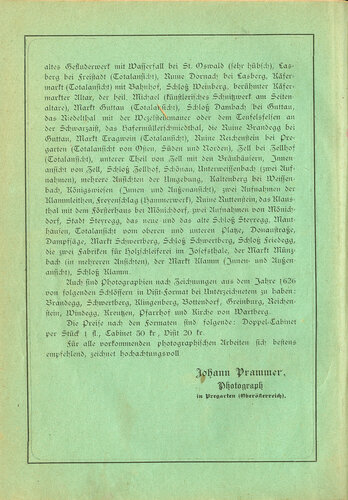 altes Gefluderwerk mit Wasserfall bei St. Oswald (sehr hübsch), Las-
berg bei Freistadt (Totalansicht), Ruine Dornach bei Lasberg, Käfer-
markt (Totalansicht) mit Bahnhof, Schloß Weinberg, berühmter Käfer-
markter Altar, der heil. Michael (künstlerisches Schnitzwerk am Seiten-
altare), Markt Guttau (Totalansicht), Schloß Dambach bei Guttau,
das Riedelthal mit der oder dem Teufelsfelsen an
der Schwarzaist, das Hafermüllerschmiedthal, die Ruine Brandegg bei
Guttau, Markt Tragwein (Totalansicht), Ruine Reichenstein bei Pre-
garten (Totalansicht von Osten, Süden und Norden), Zell bei Zellhof
(Totalansicht), unterer Theil von Zell mit den Bräuhäusern, Innen-
ansicht von Zell, Schloß Zellhof, Schönau, Unterweissenbach (zwei Auf-
nahmen), mehrere Ansichten der Umgebung, Kaltenberg bei Weissen-
bach, Königswiesen (Innen- und Außenansicht), zwei Aufnahmen der
Klammleithen, (Hammerwerk), Ruine Ruttenstein, das Klaus-
thal mit dem Forsterhause bei Mönchdorf, zwei Aufnahmen von Mönch-
dorf, Stadt Steyregg, das neue und das alte Schloß Steyregg, Maut-
hausen, Totalansicht vom oberen und unteren Platze, Donaustraße,
Dampfsäge, Markt Schwertberg, Schloß Schwertberg, Schloß Friedegg,
die zwei Fabriken für Holzschleiferei im Josefsthale, der Markt Münz-
bach (in mehreren Ansichten), der Markt Klamm (Innen- und Außen-
ansicht), Schloß Klamm.
Auch sind Photographien nach Zeichnungen aus dem Jahre 1626
von folgenden Schlössern in Visit-Format bei Unterzeichnetem zu haben:
Brandegg, Schwertberg, Klingenberg, Bottendorf, Greinburg, Reichen-
stein, Windegg, Kreutzen, Pfarrhof und Kirche von Wartberg.
Die Preise nach den Formaten sind folgende: Doppel-Cabinet
per Stück 1 fl., Cabinet 50 kr., Visit 20 kr.
Für alle vorkommenden photographischen Arbeiten sich bestens
empfehlend, zeichnet hochachtungsvoll
Johann Prammer,
Photograph
in Pregarten (Oberösterreich).